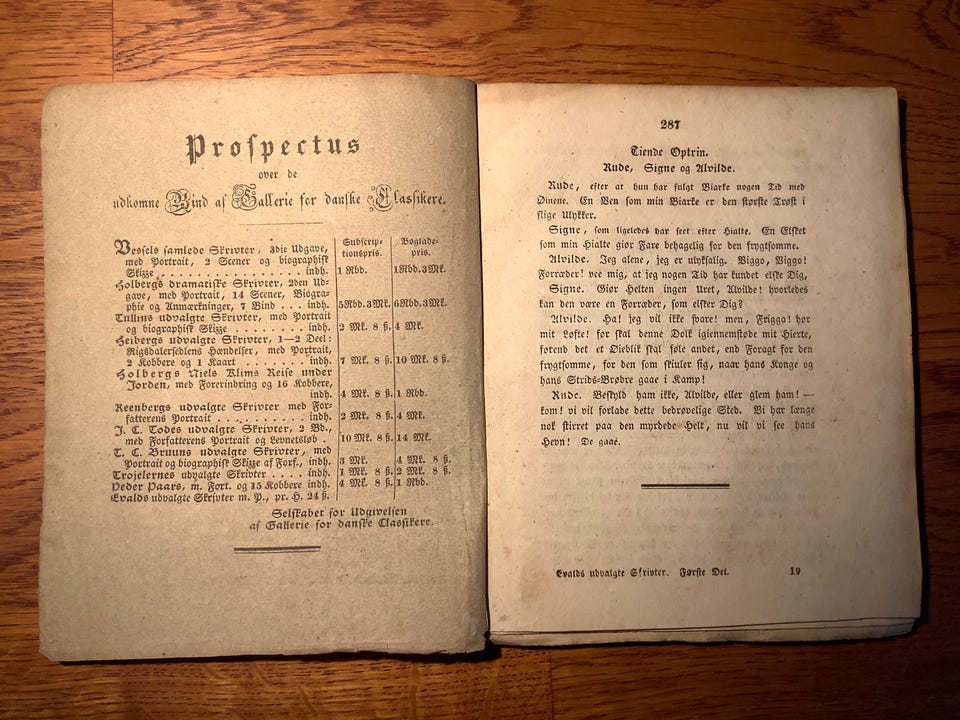 Prospectus
over de
udkomne Bind af Gallerie for danske Classikere.
Subscrip- Boglade-
tionspris. pris.
Vessels samlede Skrivter, 3die Udgave,
med Portrait, 2 Scener og biographisk
Skizze . . . . . . . . . . . . . . . . indb. 1 Rbd. 1 Rbd. 3 Mk.
Holbergs dramatiske Skrivter, 2den Ud-
gave, med Portrait, 14 Scener, Biogra-
phie og Anmærkninger, 7 Bind . . . indb. 5 Rbd. 3 Mk. 6 Rbd. 3 Mk.
Tullins udvalgte Skrivter, med Portrait
og biographisk Skizze . . . . . . . . indb. 2 Mk. 8 ß. 4 Mk.
Heibergs udvalgte Skrivter, 1—2 Deel:
Rigsdalersedlens Hændelser, med Portrait,
2 Kobbere og 1 Kaart . . . . . . . indb. 7 Mk. 8 ß. 10 Mk. 8 ß.
Holbergs Niels Klims Reise under
Jorden, med Forerindring og 16 Kobbere,
indb. 4 Mk. 8 ß. 1 Rbd.
Reenbergs udvalgte Skrivter med For-
fatterens Portrait . . . . . . . . . . indb. 2 Mk. 8 ß. 4 Mk.
J. C. Todes udvalgte Skrivter, 2 Bd.,
med Forfatterens Portrait og Levnetsløb . 10 Mk. 8 ß. 14 Mk.
T. C. Bruuns udvalgte Skrivter, med
Portrait og biographisk Skizze af Forf., indb. 3 Mk. 4 Mk. 8 ß.
Trojelernes udvalgte Skrivter . . . indb. 1 Mk. 8 ß. 2 Mk. 8 ß.
Peder Paars, m. Fort. og 15 Kobbere indb. 4 Mk. 8 ß. 1 Rbd.
Evalds udvalgte Skrivter m. P., pr. H. 24 ß.
Selskabet for Udgivelsen
af Gallerie for danske Classikere.
287
Tiende Optrin.
Rude, Signe og Alvilde.
Rude, efter at hun har fulgt Biarke nogen Tid med
Øinene. En Ven som min Biarke er den største Trøst i
slige Ulykker.
Signe, som ligeledes har seet efter Hialte. En Elsket
som min Hialte giør Fare behagelig for den frygtsomme.
Alvilde. Jeg alene, jeg er ulyksalig. Viggo, Viggo!
Forræder! vee mig, at jeg nogen Tid har kundet elske Dig,
Signe. Giør Helten ingen Uret, Alvilde! hvorledes
kan den være en Forræder, som elsker Dig?
Alvilde. Ha! jeg vil ikke svare! men, Frigga! hør
mit Løfte! før skal denne Dolk igiennemstøde mit Hierte,
førend det et Øieblik skal føle andet, end Foragt for den
frygtsomme, for den som skiuler sig, naar hans Konge og
hans Strids-Brødre gaae i Kamp!
Rude. Beskyld ham ikke, Alvilde, eller glem ham! —
kom! vi vil forlade dette bedrøvelige Sted. Vi har længe
nok stirret paa den myrdede Helt, nu vil vi see hans
Hevn! De gaae.
Evalds udvalgte Skrivter. Første Del. 19